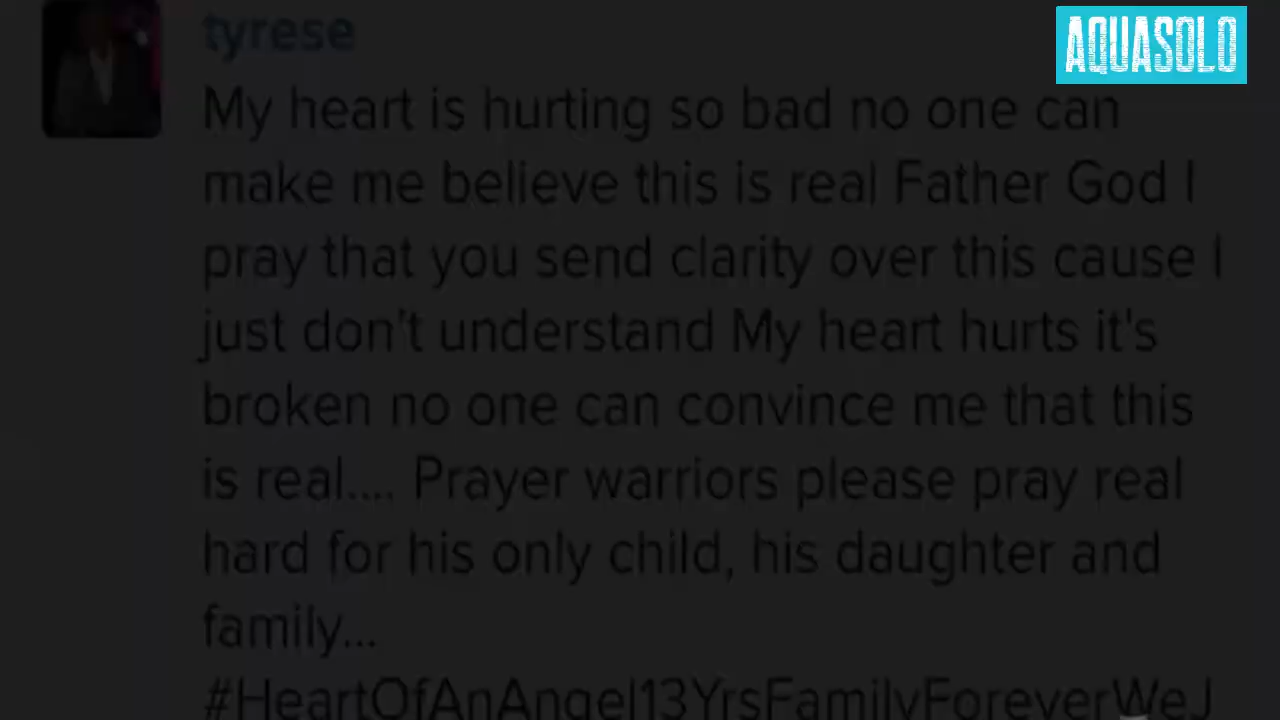 AQUASOLO
tyrese
My heart is hurting so bad no one can
make me believe this is real Father God I
pray that you send clarity over this cause I
just don't understand My heart hurts it's
broken no one can convince me that this
is real.... Prayer warriors please pray real
hard for his only child, his daughter and
family...
#HeartOfAnAngel13YrsFamilyForeverWeJ